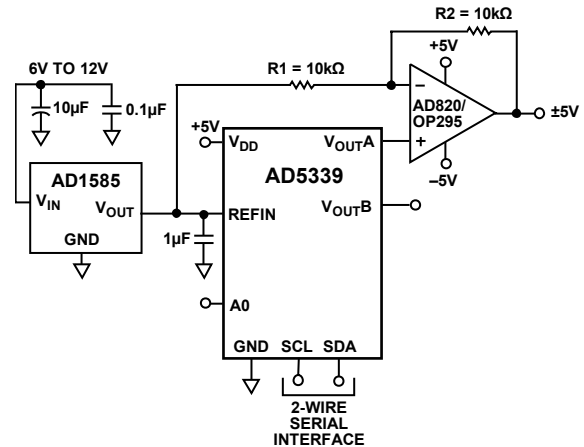 R2 = 10kΩ
+5V
6V TO 12V
R1 = 10kΩ
–
AD820/
OP295
±5V
10µF
0.1µF
+5V
VDD
VOUTA
+
–5V
AD1585
AD5339
VIN
VOUT
REFIN
VOUTB
GND
1µF
A0
GND
SCL
SDA
2-WIRE
SERIAL
INTERFACE